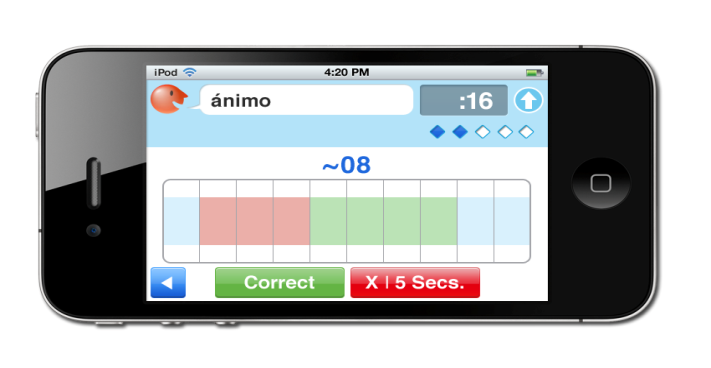 iPod 4:20 PM
ánimo :16
~08
Correct X | 5 Secs.